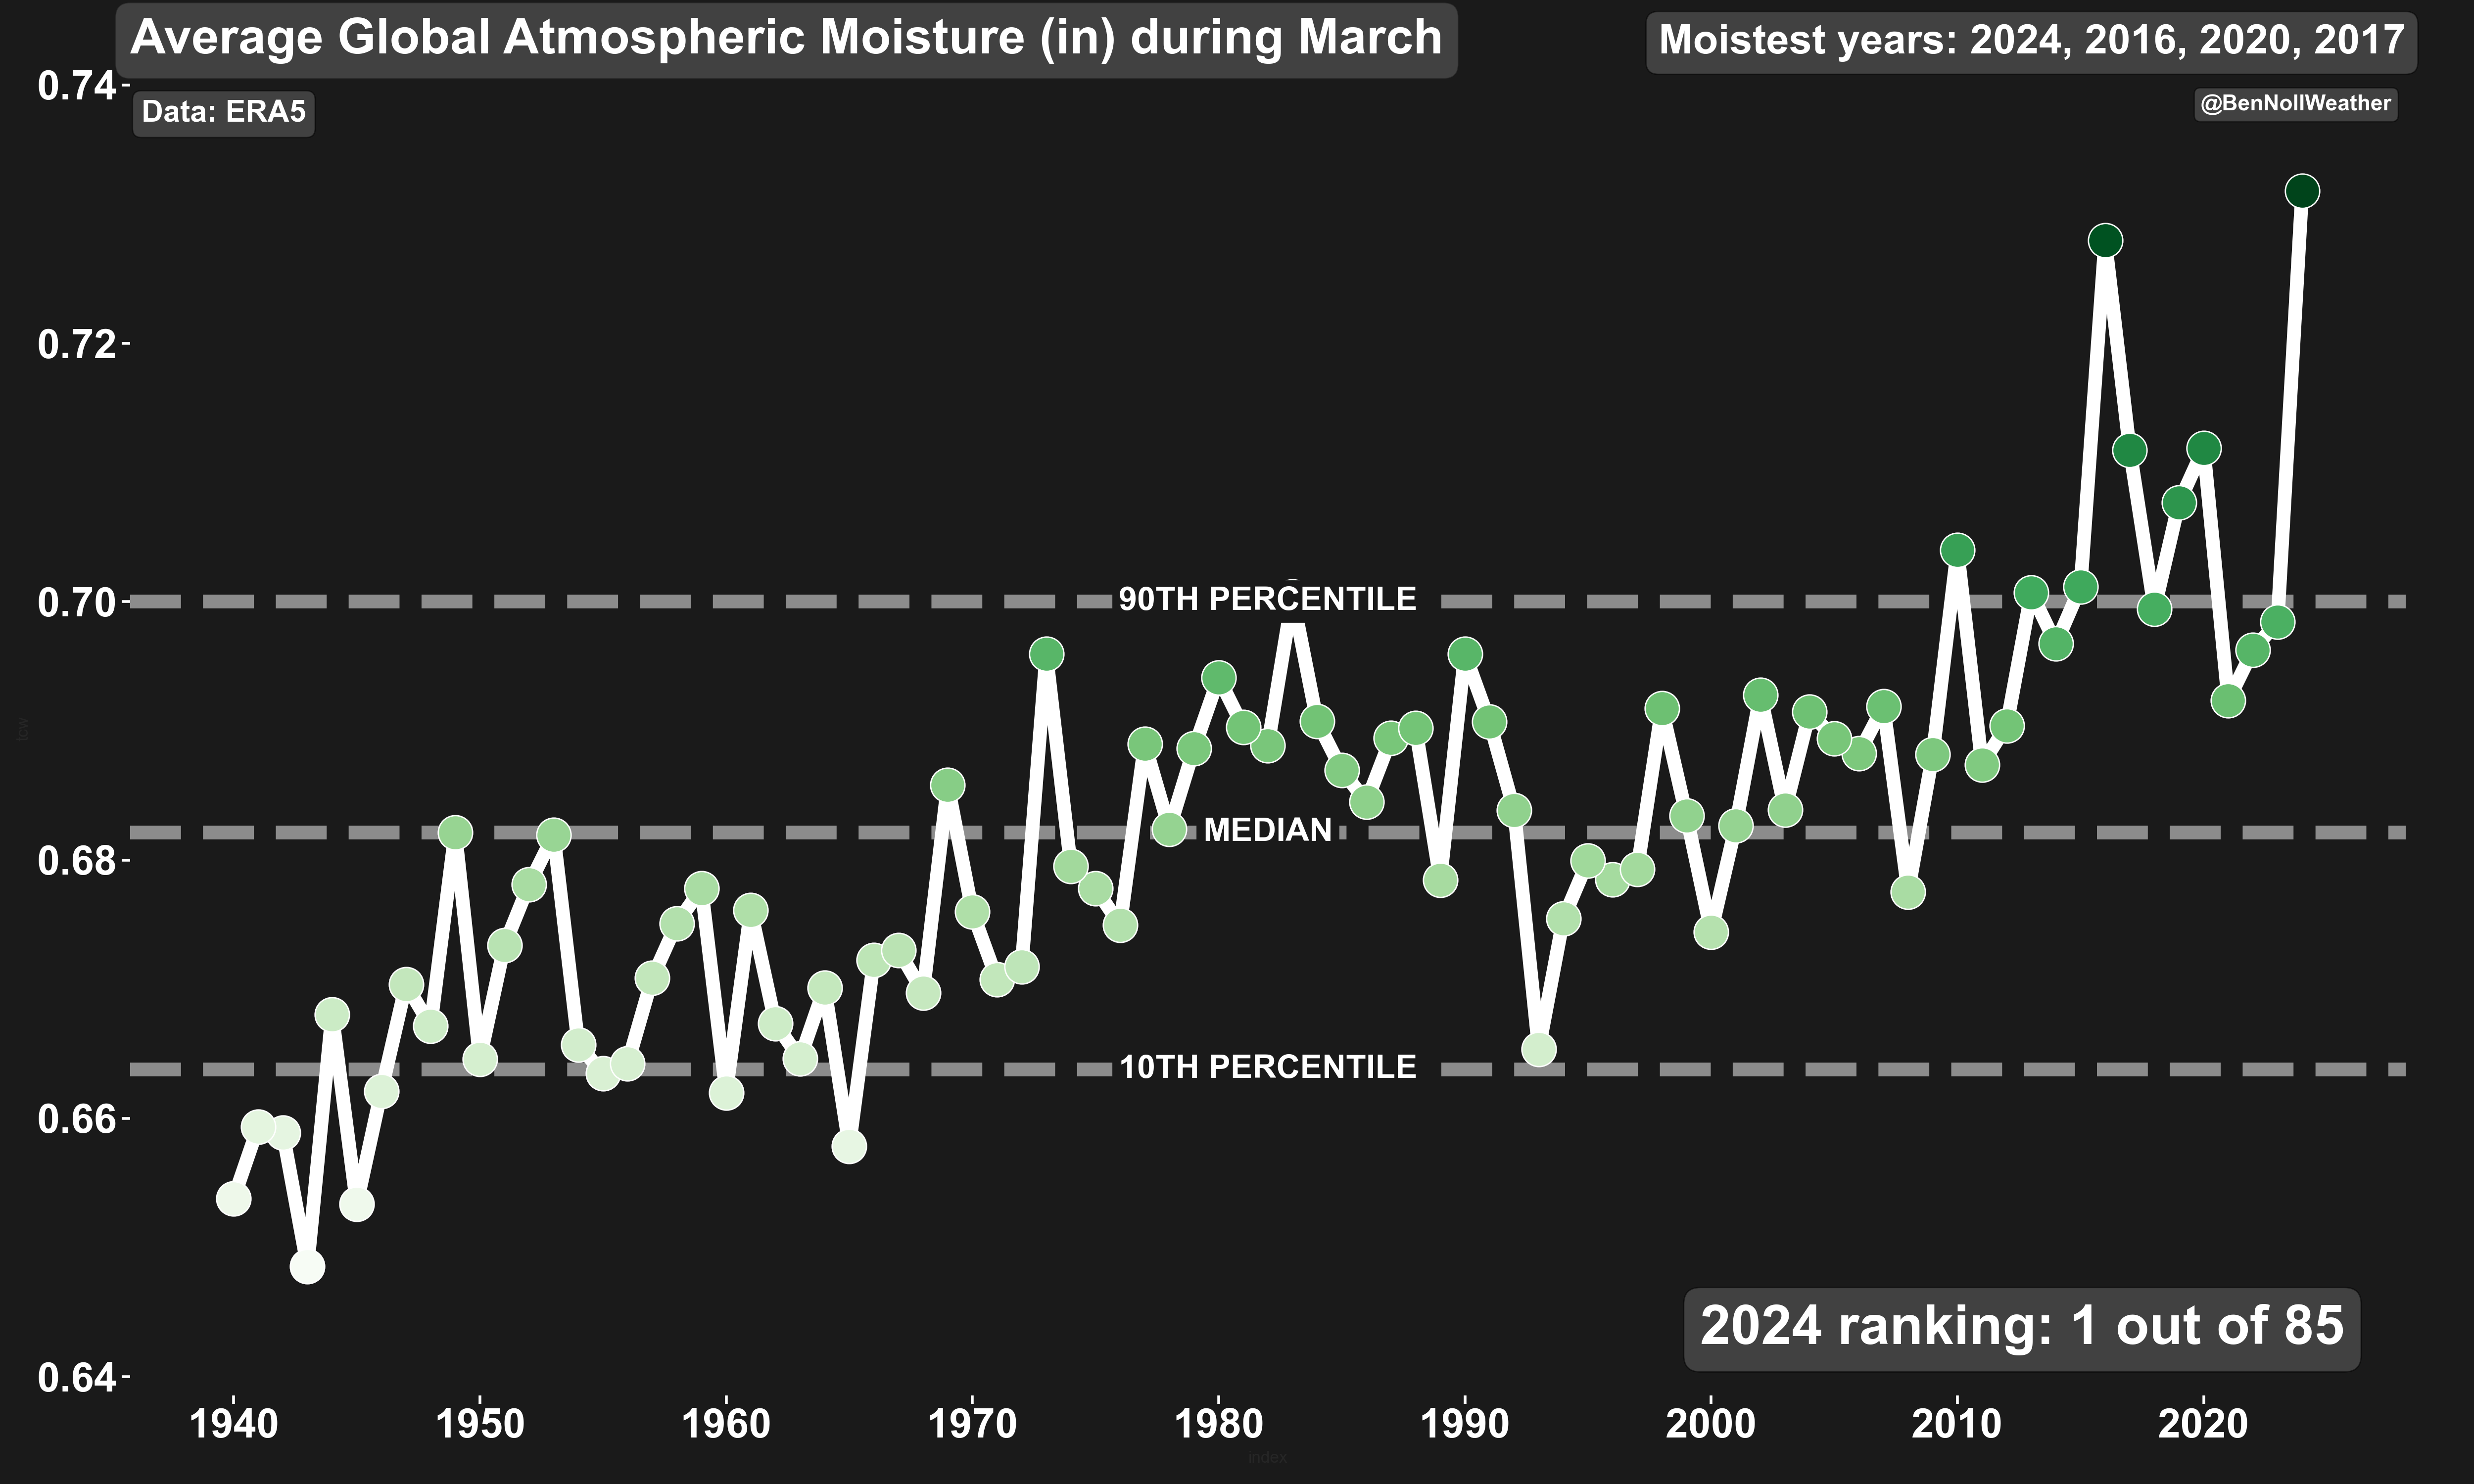 Average Global Atmospheric Moisture (in) during March
Moistest years: 2024, 2016, 2020, 2017
Data: ERA5
@BenNollWeather
0.74
0.72
0.70
0.68
0.66
0.64
90TH PERCENTILE
MEDIAN
10TH PERCENTILE
tcw
2024 ranking: 1 out of 85
1940 1950 1960 1970 1980 1990 2000 2010 2020
index